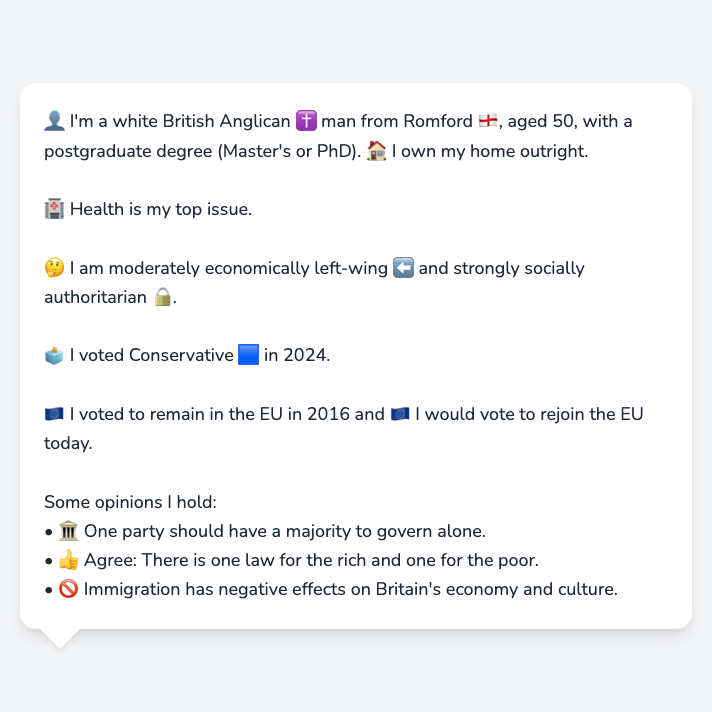 👤 I'm a white British Anglican ✝️ man from Romford 🏴󠁧󠁢󠁥󠁮󠁧󠁿, aged 50, with a
postgraduate degree (Master's or PhD). 🏠 I own my home outright.
🏥 Health is my top issue.
🤔 I am moderately economically left-wing ⬅️ and strongly socially
authoritarian 🔒.
🗳️ I voted Conservative 🟦 in 2024.
🇪🇺 I voted to remain in the EU in 2016 and 🇪🇺 I would vote to rejoin the EU
today.
Some opinions I hold:
• 🏛️ One party should have a majority to govern alone.
• 👍 Agree: There is one law for the rich and one for the poor.
• 🚫 Immigration has negative effects on Britain's economy and culture.